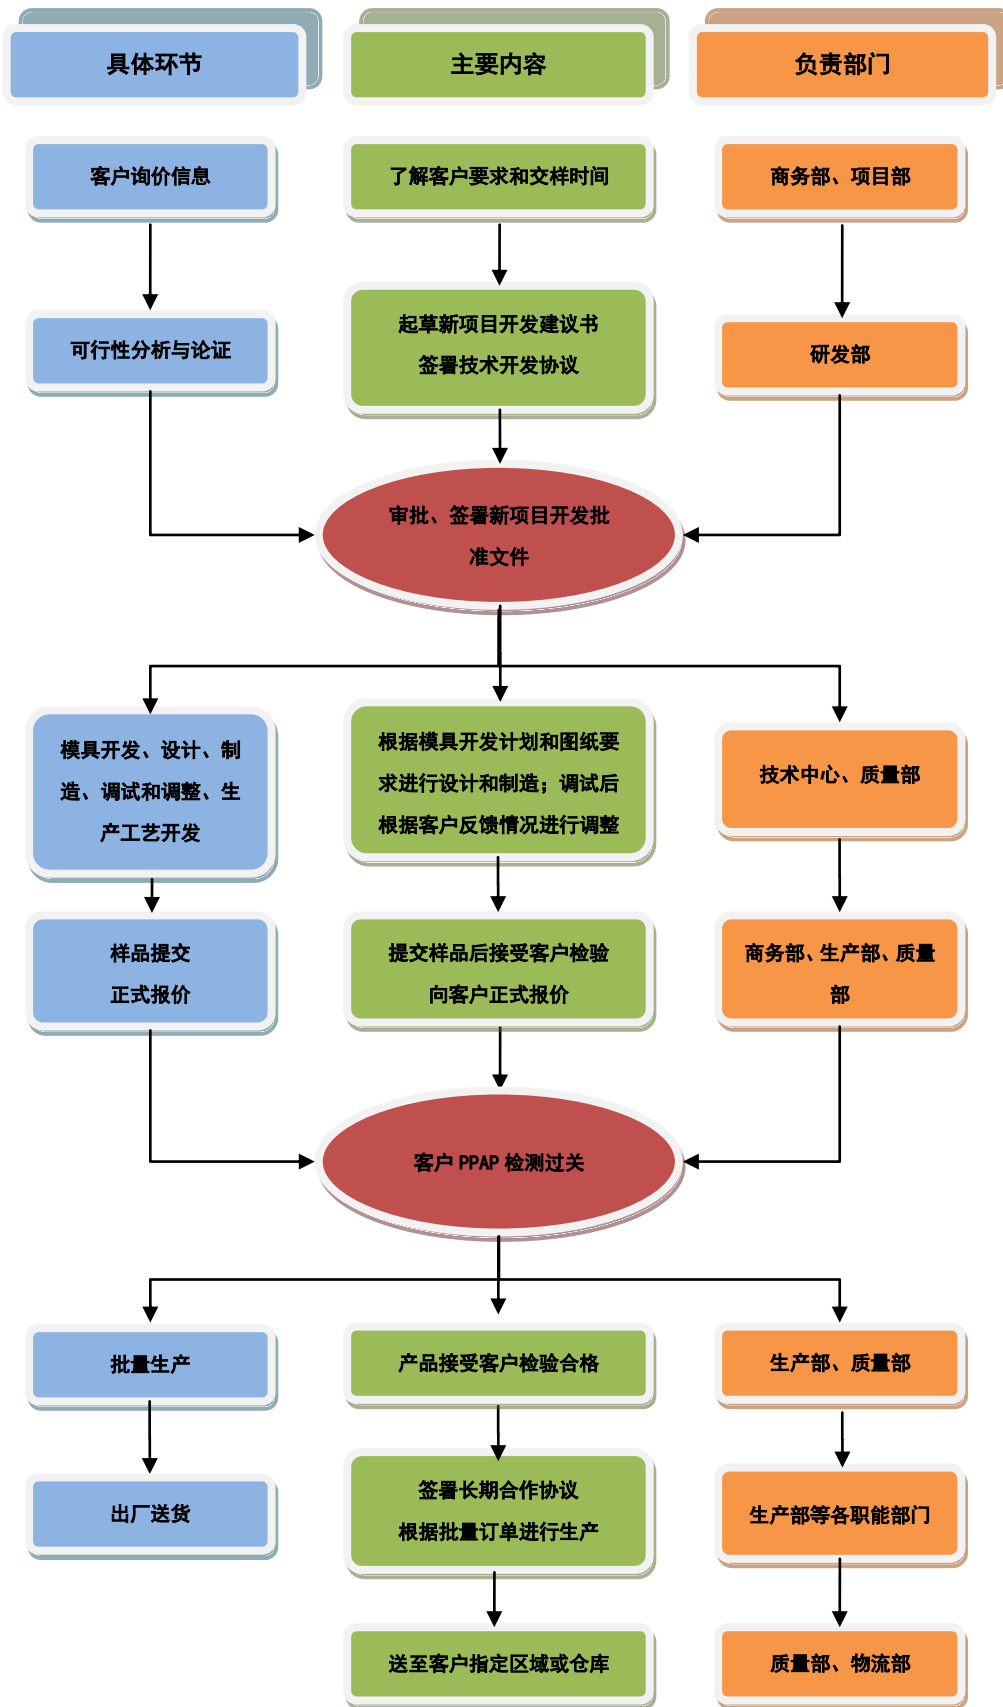 具体环节
主要内容
负责部门
客户询价信息
了解客户要求和交样时间
商务部、项目部
可行性分析与论证
起草新项目开发建议书
签署技术开发协议
研发部
审批、签署新项目开发批
准文件
模具开发、设计、制
造、调试和调整、生
产工艺开发
根据模具开发计划和图纸要
求进行设计和制造；调试后
根据客户反馈情况进行调整
技术中心、质量部
样品提交
正式报价
提交样品后接受客户检验
向客户正式报价
商务部、生产部、质量
部
客户 PPAP 检测过关
批量生产
产品接受客户检验合格
生产部、质量部
出厂送货
签署长期合作协议
根据批量订单进行生产
生产部等各职能部门
送至客户指定区域或仓库
质量部、物流部